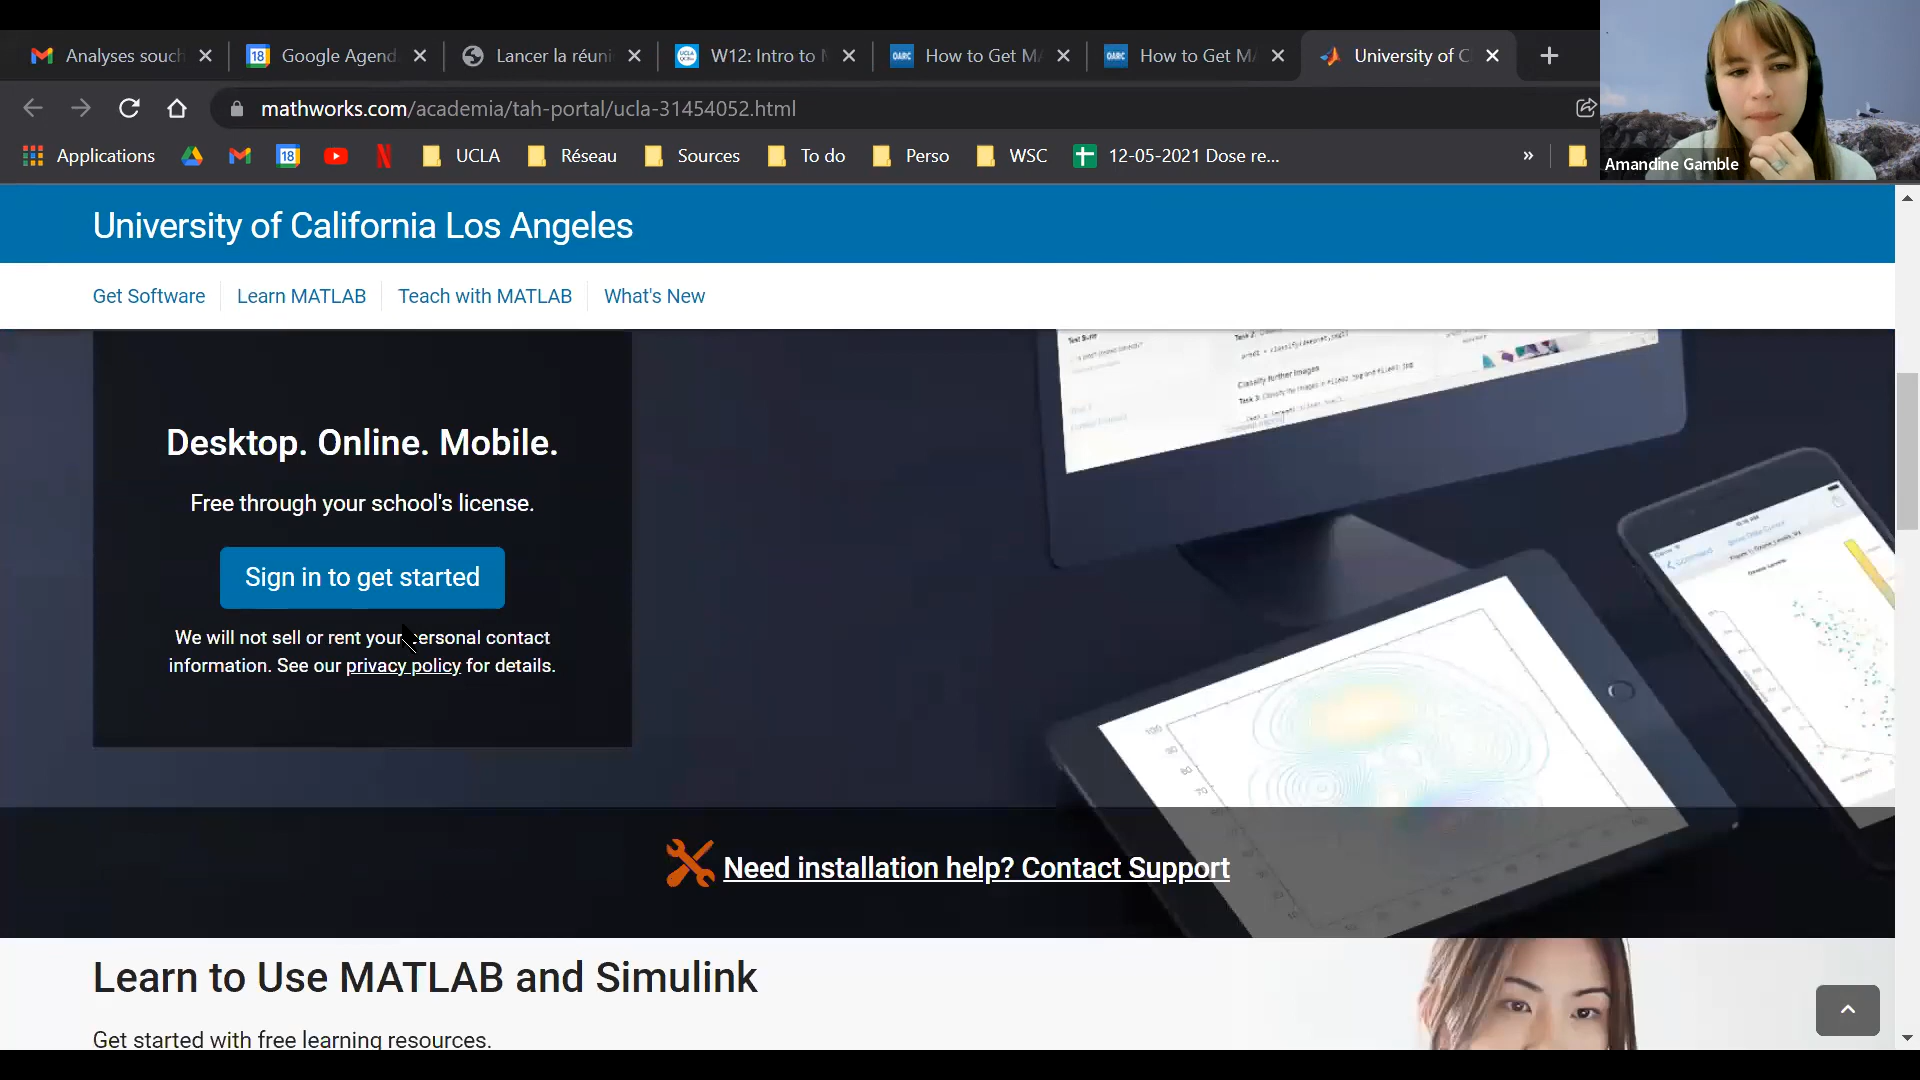 Analyses souch
Google Agend
Lancer la réuni
W12: Intro to
How to Get M
How to Get M
University of C
mathworks.com/academia/tah-portal/ucla-31454052.html
Applications
UCLA
Réseau
Sources
To do
Perso
WSC
12-05-2021 Dose re...
»
Amandine Gamble
University of California Los Angeles
Get Software
Learn MATLAB
Teach with MATLAB
What's New
Desktop. Online. Mobile.
Free through your school's license.
Sign in to get started
We will not sell or rent your personal contact
information. See our privacy policy for details.
Classify further images
Need installation help? Contact Support
Learn to Use MATLAB and Simulink
Get started with free learning resources.